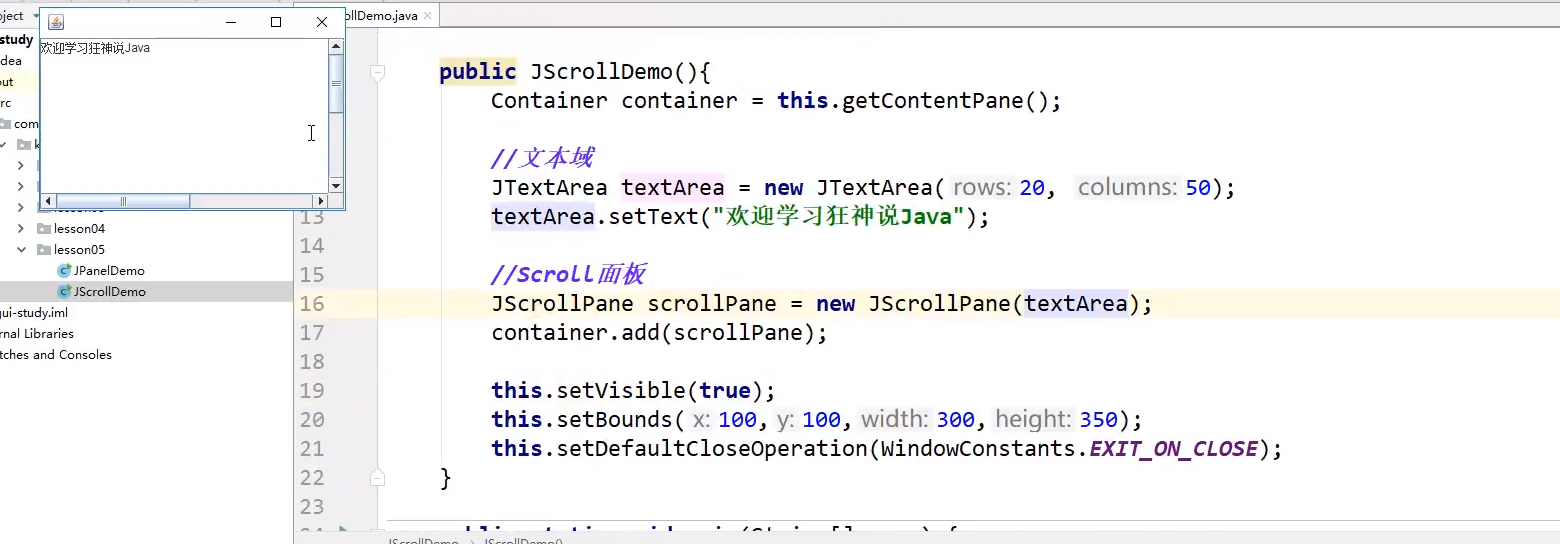 ject
rollDemo.java
欢迎学习狂神说Java
study
dea
out
rc
com
k
lesson04
lesson05
JPanelDemo
JScrollDemo
gui-study.iml
rnal Libraries
tches and Consoles
public JScrollDemo(){
Container container = this.getContentPane();
//文本域
JTextArea textArea = new JTextArea( rows: 20, columns: 50);
13 textArea.setText("欢迎学习狂神说Java");
14
15 //Scroll面板
16 JScrollPane scrollPane = new JScrollPane(textArea);
17 container.add(scrollPane);
18
19 this.setVisible(true);
20 this.setBounds( x: 100, y: 100, width: 300, height: 350);
21 this.setDefaultCloseOperation(WindowConstants.EXIT_ON_CLOSE);
22 }
23